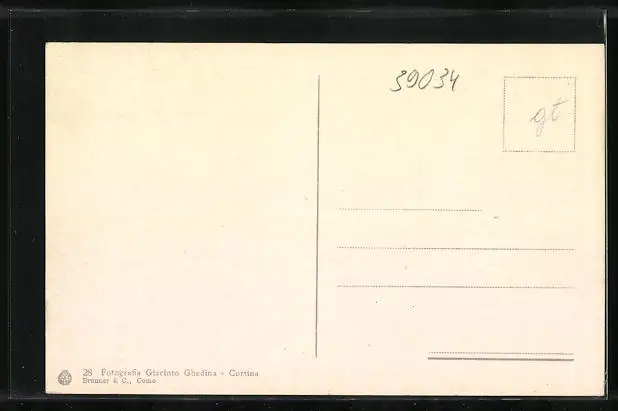 39034
gt
28 Fotografia Giacinto Ghedina - Cortina
Brunner & C., Como